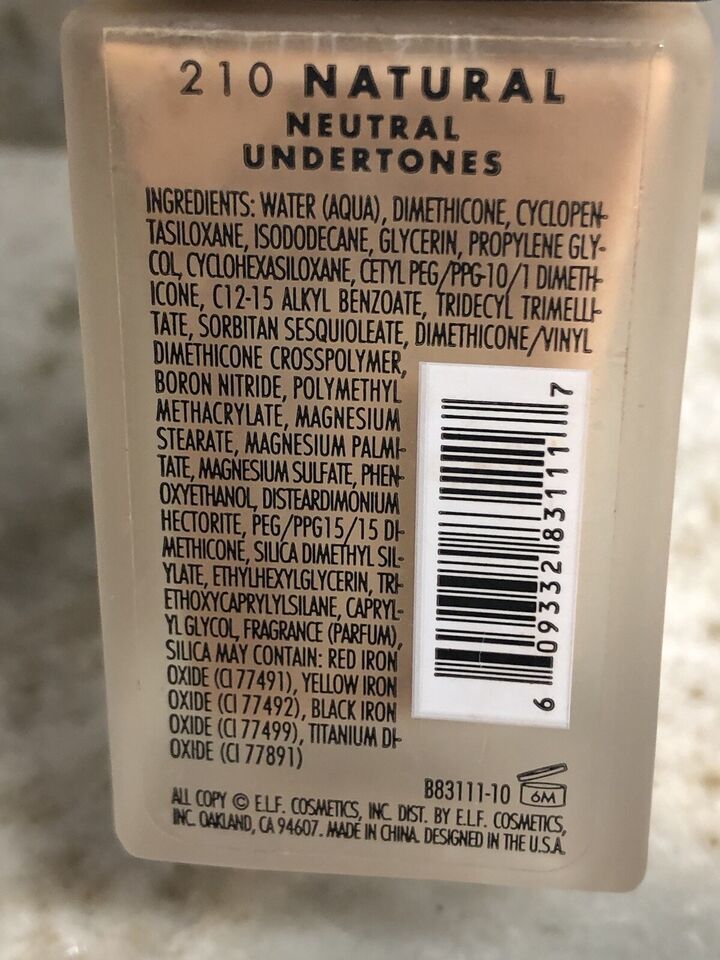 210 NATURAL
NEUTRAL
UNDERTONES
INGREDIENTS: WATER (AQUA), DIMETHICONE, CYCLOPEN-
TASILOXANE, ISODODECANE, GLYCERIN, PROPYLENE GLY-
COL, CYCLOHEXASILOXANE, CETYL PEG/PPG-10/1 DIMETH-
ICONE, C12-15 ALKYL BENZOATE, TRIDECYL TRIMELLI-
TATE, SORBITAN SESQUIOLEATE, DIMETHICONE/VINYL
DIMETHICONE CROSSPOLYMER,
BORON NITRIDE, POLYMETHYL
METHACRYLATE, MAGNESIUM
STEARATE, MAGNESIUM PALMI-
TATE, MAGNESIUM SULFATE, PHEN-
OXYETHANOL, DISTEARDIMONIUM
HECTORITE, PEG/PPG15/15 DI-
METHICONE, SILICA DIMETHYL SIL-
YLATE, ETHYLHEXYLGLYCERIN, TRI-
ETHOXYCAPRYLYLSILANE, CAPRYL-
YL GLYCOL, FRAGRANCE (PARFUM),
SILICA MAY CONTAIN: RED IRON
OXIDE (CI 77491), YELLOW IRON
OXIDE (CI 77492), BLACK IRON
OXIDE (CI 77499), TITANIUM DI-
OXIDE (CI 77891)
6 09332 83111 7
B83111-10 6M
ALL COPY © E.L.F. COSMETICS, INC. DIST. BY E.L.F. COSMETICS,
INC. OAKLAND, CA 94607. MADE IN CHINA. DESIGNED IN THE U.S.A.